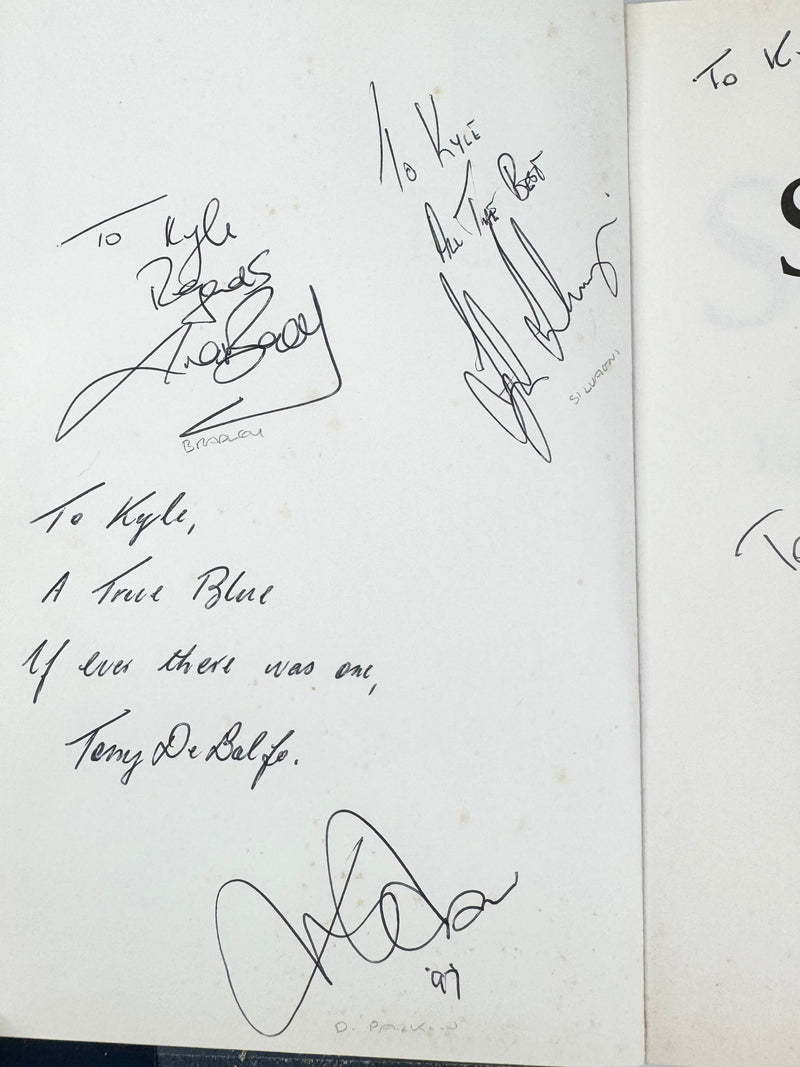 To Kyle
Regards
BRADLEY
To KYLE
ALL THE BEST
SILVAGNI
To Kyle,
A True Blue
If ever there was one,
Tony De Bolfo.
'97
D. PARKIN
To K
S